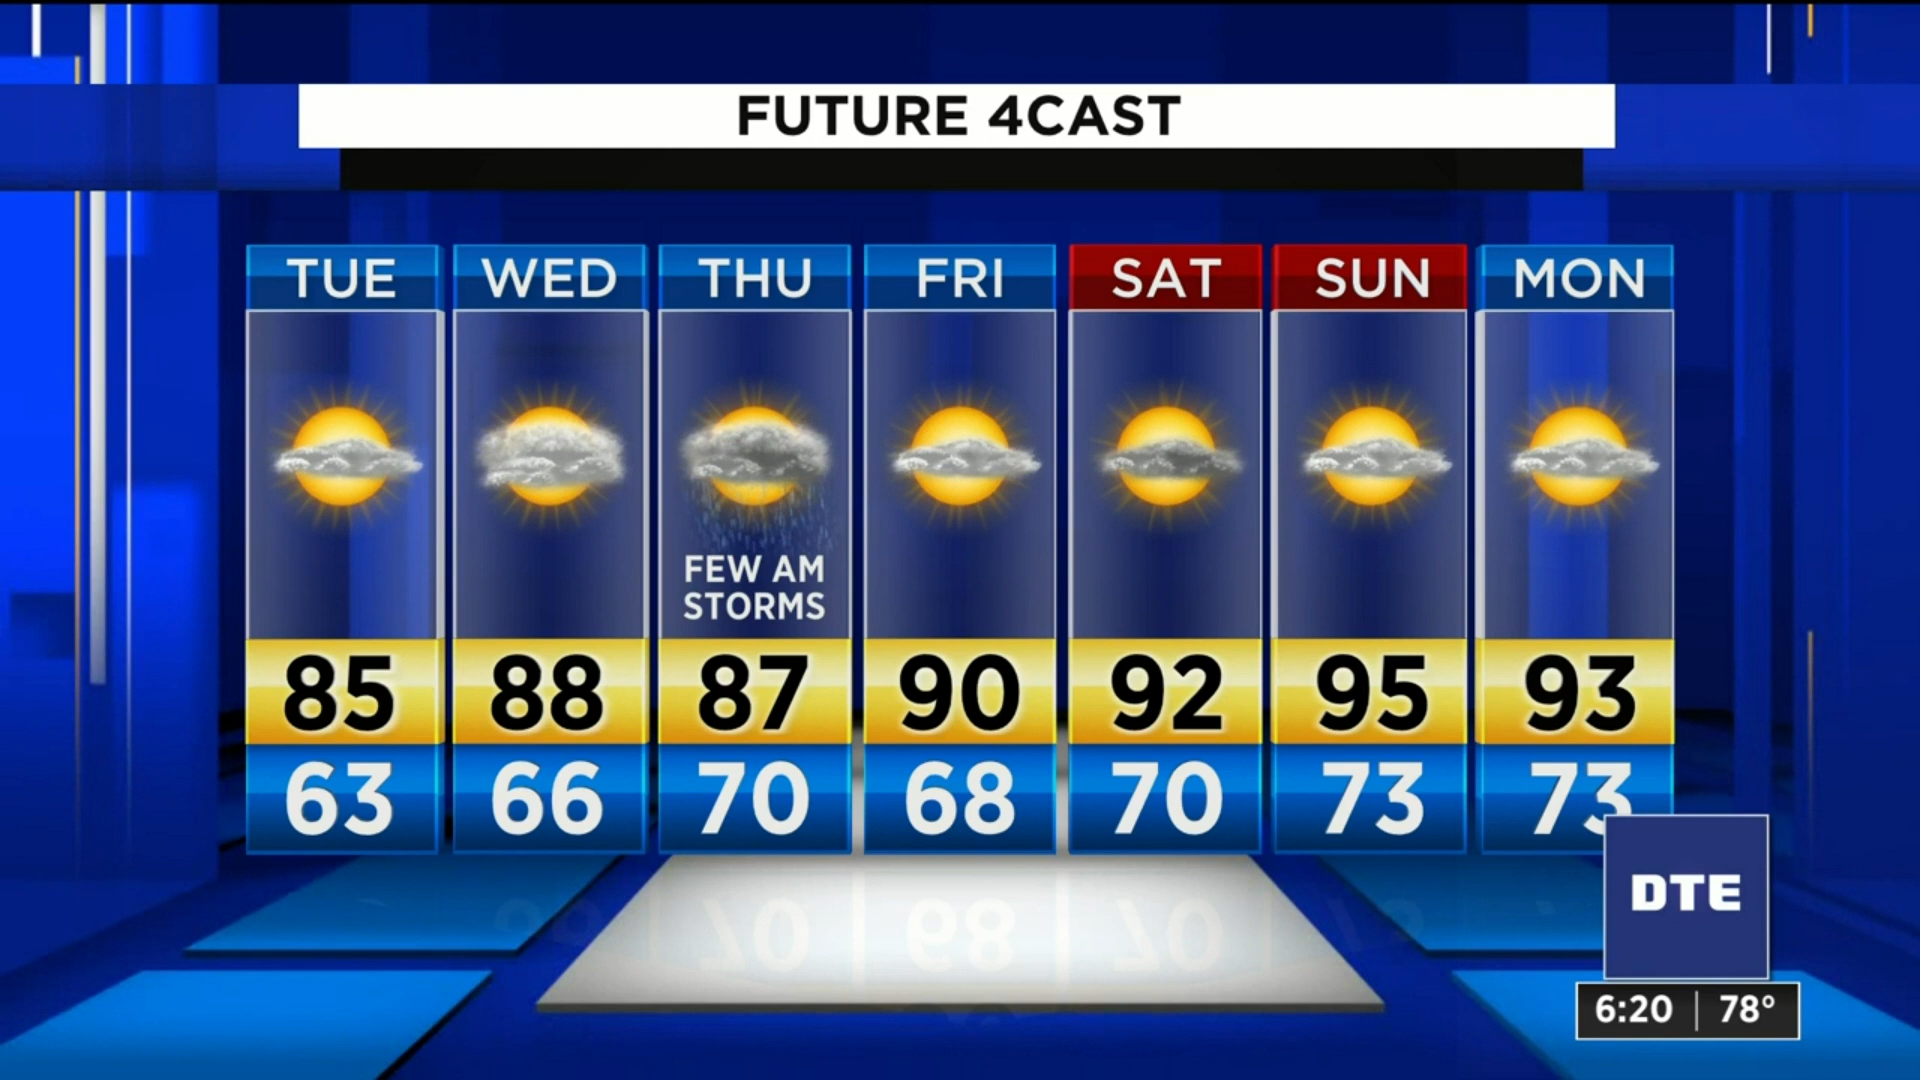 FUTURE 4CAST
TUE WED THU FRI SAT SUN MON
FEW AM
STORMS
85 88 87 90 92 95 93
63 66 70 68 70 73 73
DTE
6:20 78°